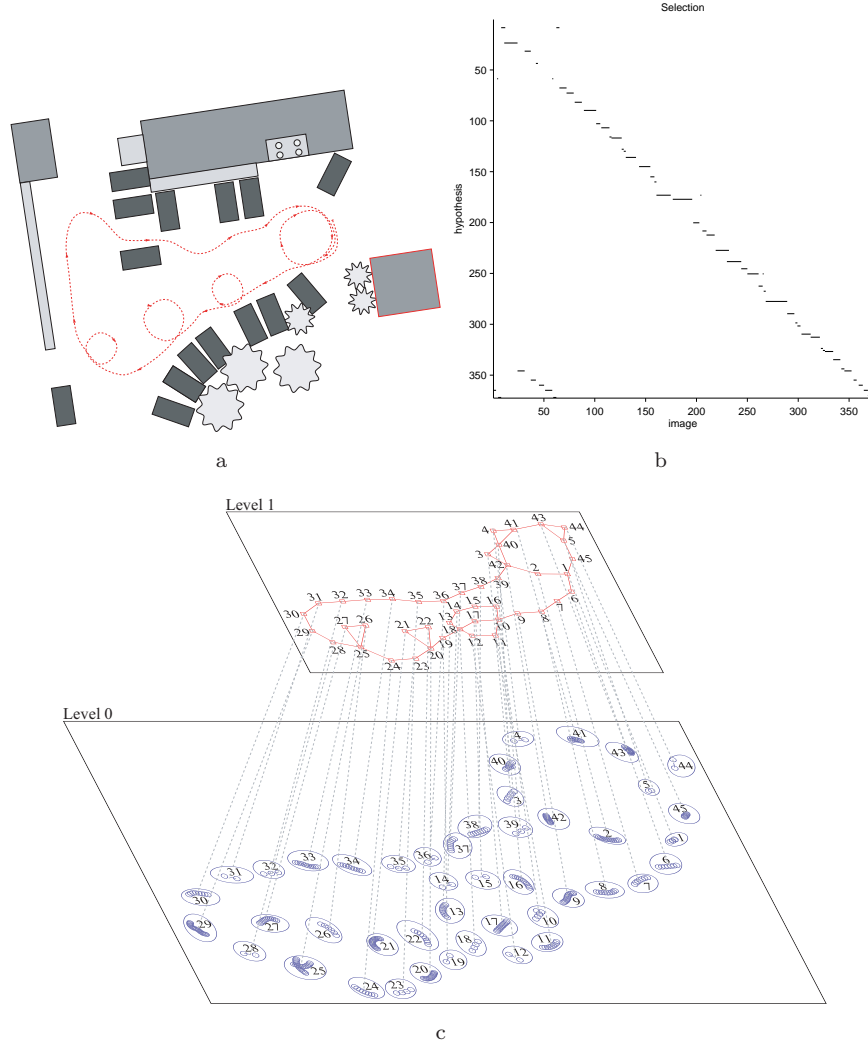 Selection
50
100
150
200
250
300
350
hypothesis
50 100 150 200 250 300 350
image
a
b
Level 1
43
4 41 44
40 5
3 45
42 2 1
39
37 38 6
31 32 33 34 35 36 15 16 7
30 14 9 8
27 26 13 17 10
29 21 22 18
28 25 20 19 12 11
24 23
Level 0
4 41
43
40 44
5
3
45
38 39 42
2 1
37
36
33 34 35 6
31 32
14 15 16 8 7
30 9
13
29 27 17 10
26 22
21 18 11
28 12
25 20 19
24 23
c